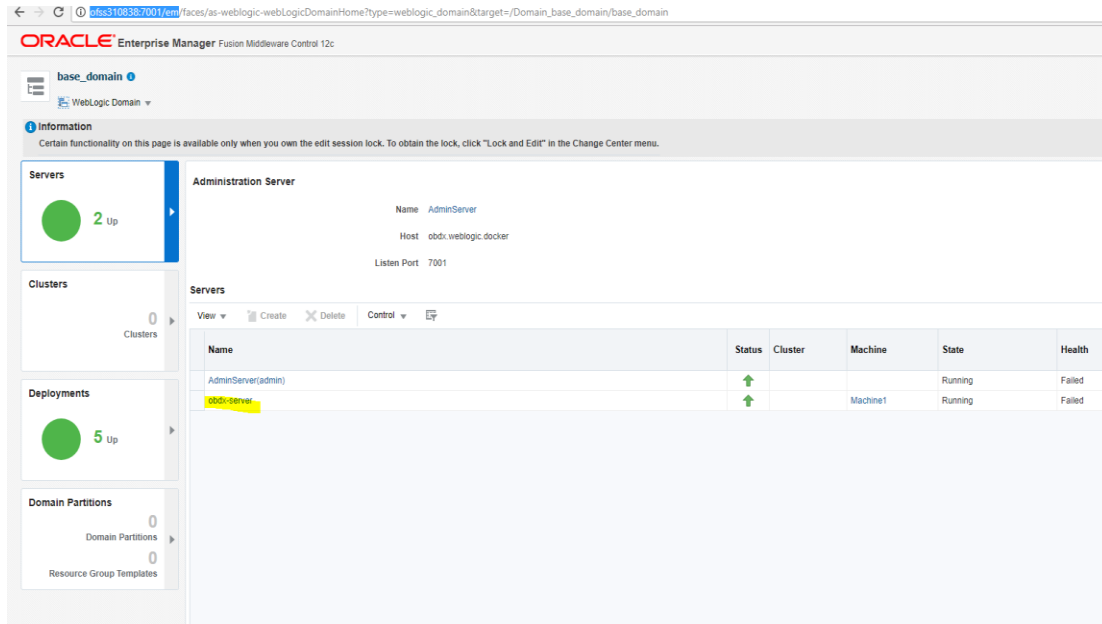 ofss310838:7001/em/faces/as-weblogic-webLogicDomainHome?type=weblogic_domain&target=/Domain_base_domain/base_domain
ORACLE Enterprise Manager Fusion Middleware Control 12c
base_domain
WebLogic Domain
Information
Certain functionality on this page is available only when you own the edit session lock. To obtain the lock, click "Lock and Edit" in the Change Center menu.
Servers
2 Up
Clusters
0
Clusters
Deployments
5 Up
Domain Partitions
0
Domain Partitions
0
Resource Group Templates
Administration Server
Name AdminServer
Host obdx.weblogic.docker
Listen Port 7001
Servers
View Create Delete Control
Name Status Cluster Machine State Health
AdminServer(admin) Running Failed
obdx-server Machine1 Running Failed